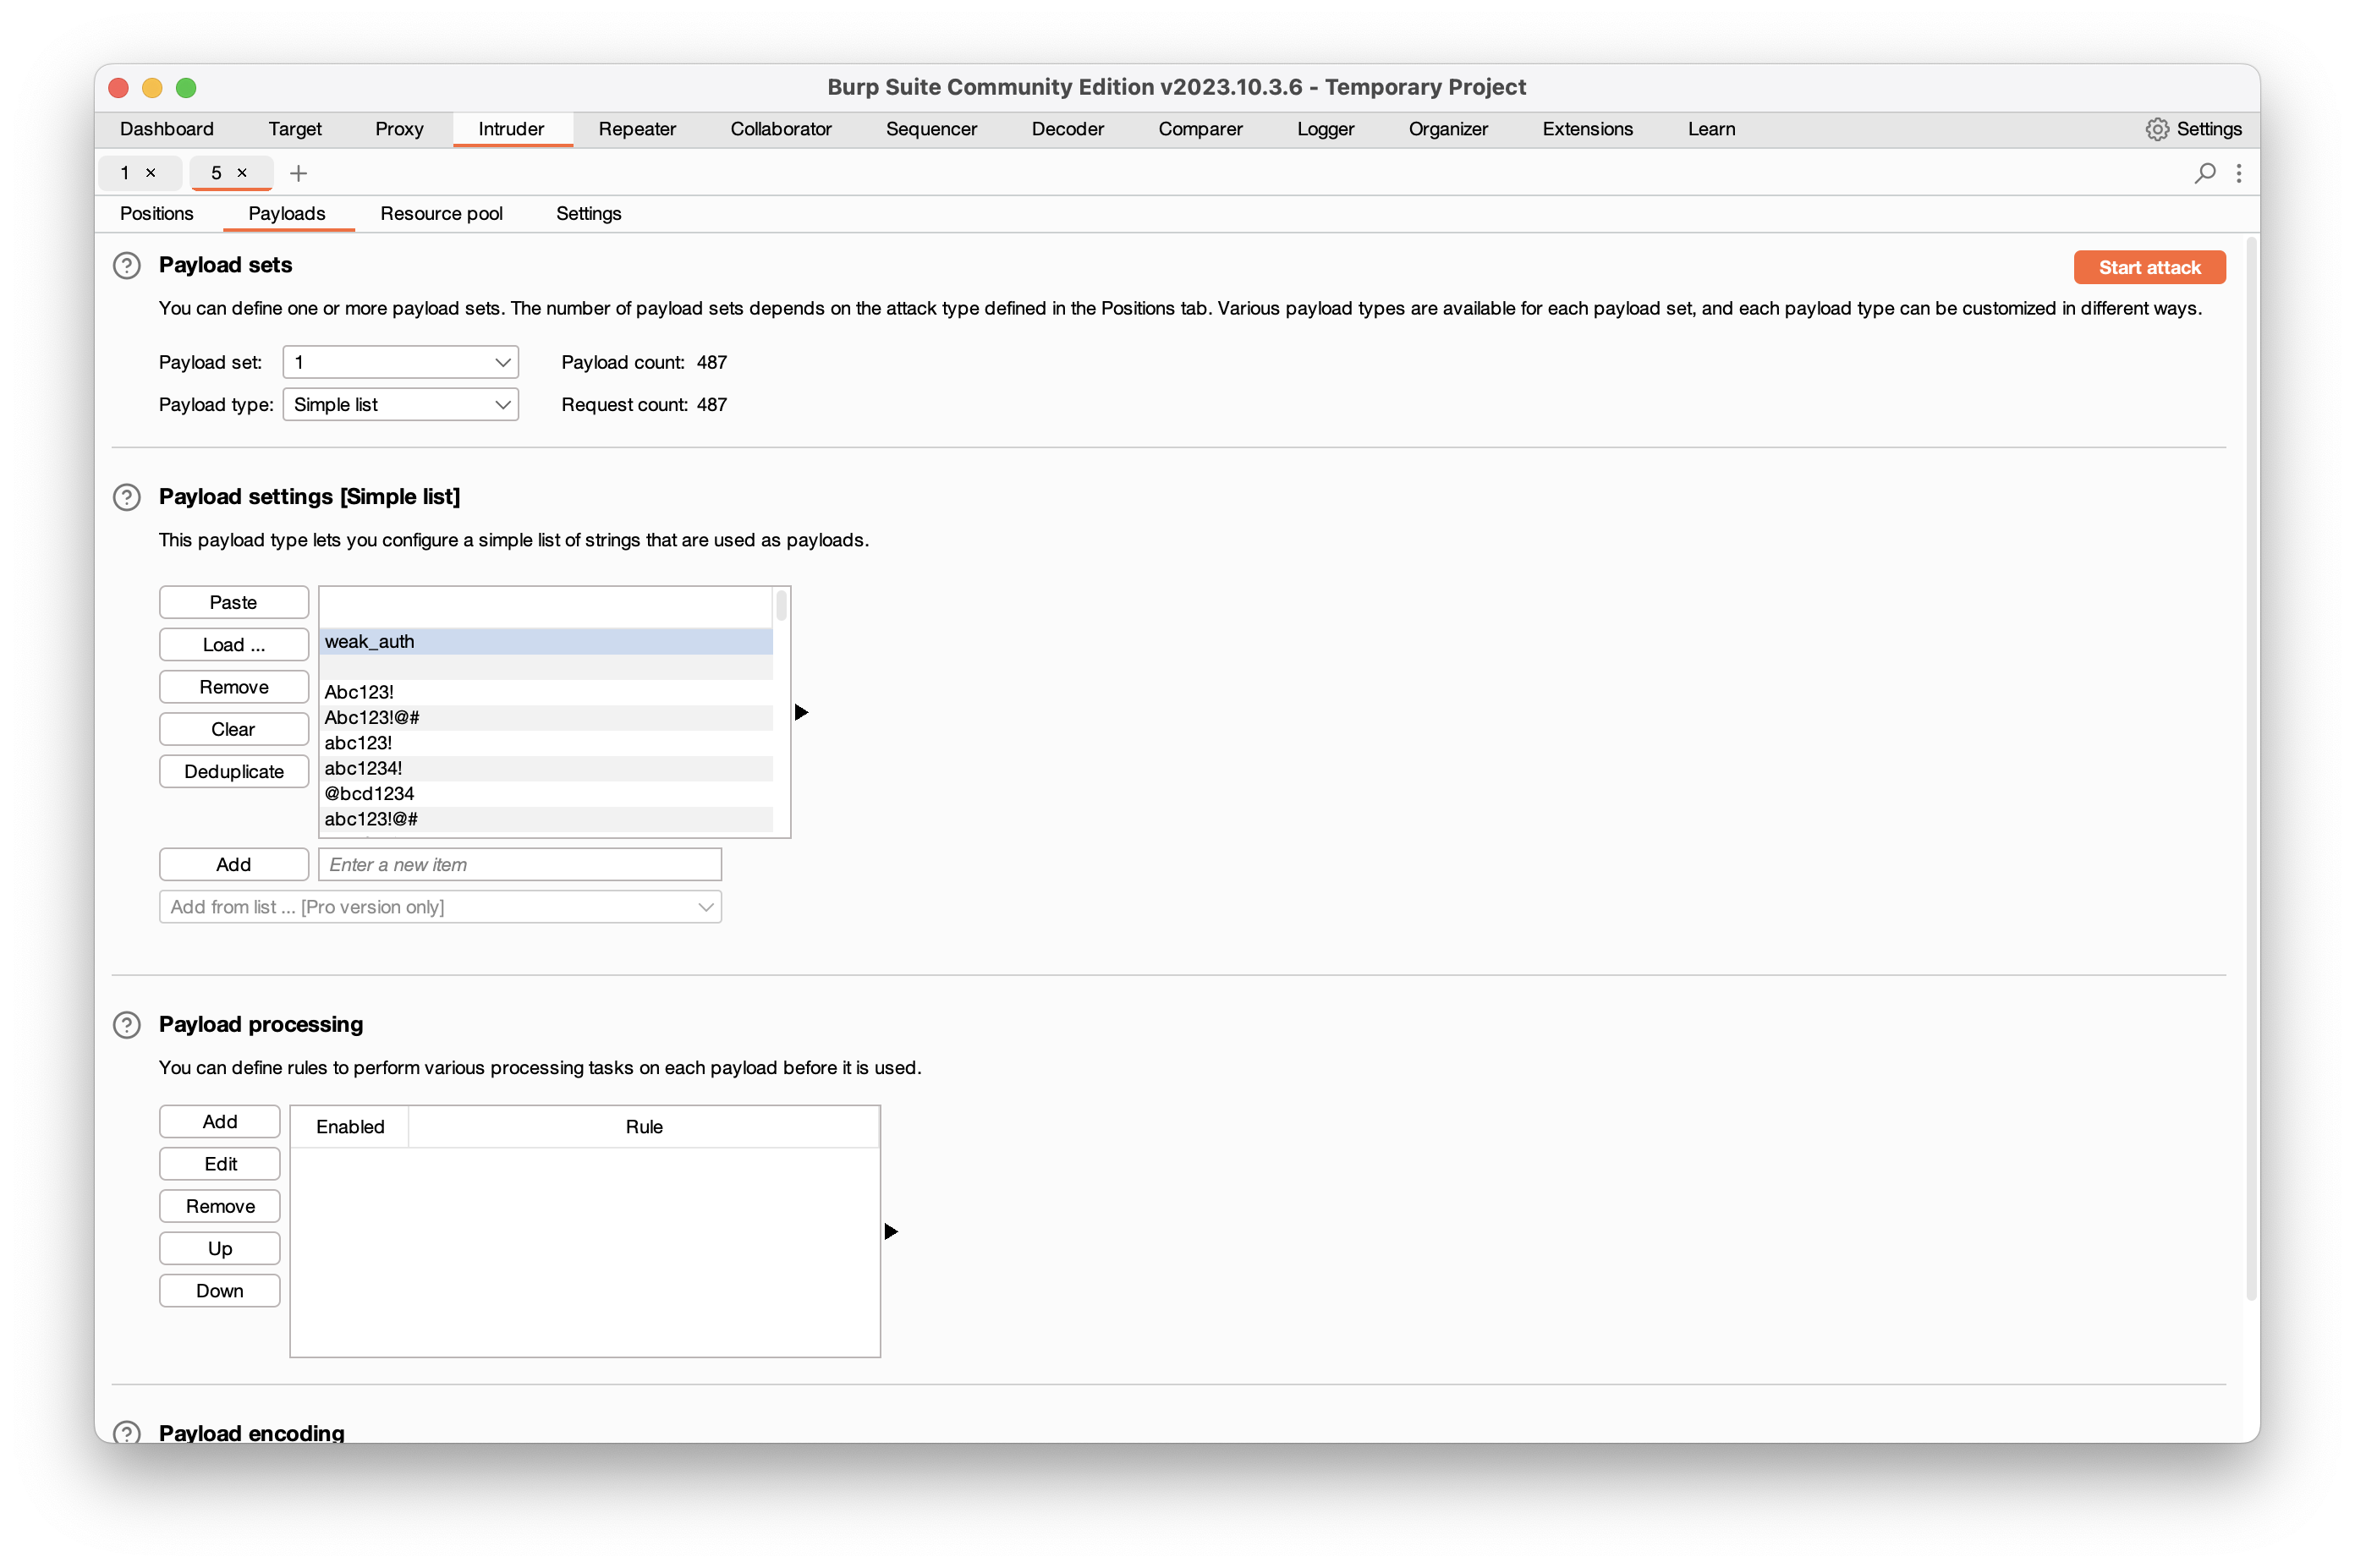 Burp Suite Community Edition v2023.10.3.6 - Temporary Project
Dashboard Target Proxy Intruder Repeater Collaborator Sequencer Decoder Comparer Logger Organizer Extensions Learn Settings
1 × 5 × +
Positions Payloads Resource pool Settings
? Payload sets Start attack
You can define one or more payload sets. The number of payload sets depends on the attack type defined in the Positions tab. Various payload types are available for each payload set, and each payload type can be customized in different ways.
Payload set: 1 Payload count: 487
Payload type: Simple list Request count: 487
? Payload settings [Simple list]
This payload type lets you configure a simple list of strings that are used as payloads.
Paste
Load ...
Remove
Clear
Deduplicate
weak_auth
Abc123!
Abc123!@#
abc123!
abc1234!
@bcd1234
abc123!@#
Add Enter a new item
Add from list ... [Pro version only]
? Payload processing
You can define rules to perform various processing tasks on each payload before it is used.
Add
Edit
Remove
Up
Down
Enabled Rule
? Payload encoding